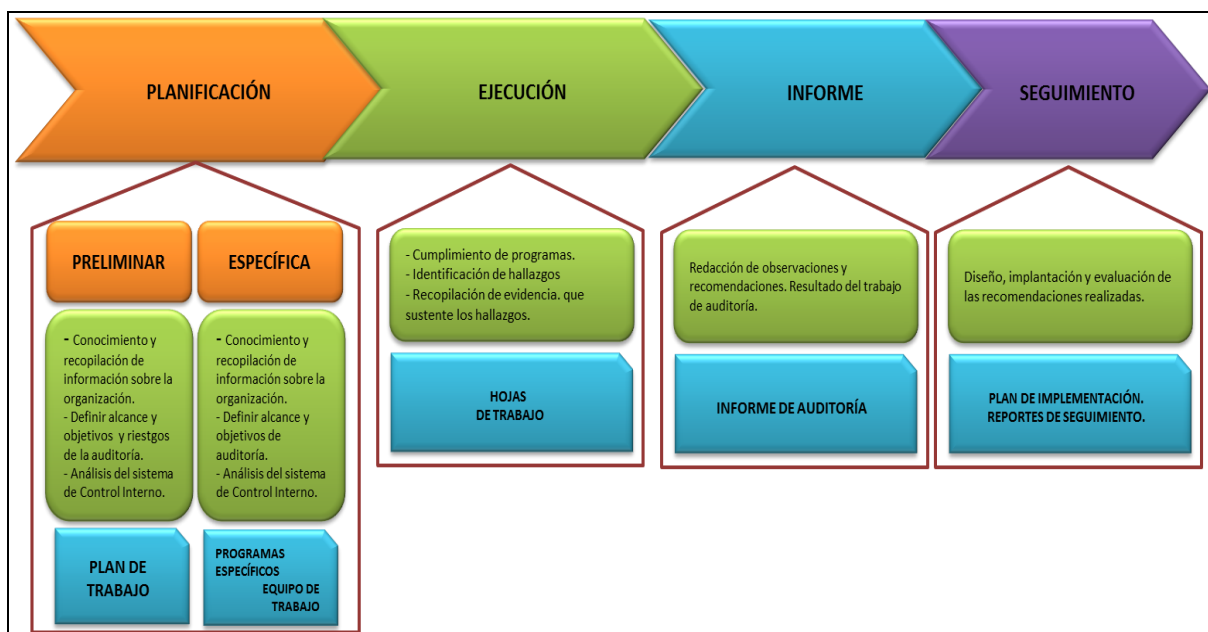 PLANIFICACIÓN
EJECUCIÓN
INFORME
SEGUIMIENTO
PRELIMINAR
- Conocimiento y
recopilación de
información sobre la
organización.
- Definir alcance y
objetivos y riestgos
de la auditoría.
- Análisis del sistema
de Control Interno.
PLAN DE
TRABAJO
ESPECÍFICA
- Conocimiento y
recopilación de
información sobre la
organización.
- Definir alcance y
objetivos de
auditoría.
- Análisis del sistema
de Control Interno.
PROGRAMAS
ESPECÍFICOS
EQUIPO DE
TRABAJO
- Cumplimiento de programas.
- Identificación de hallazgos
- Recopilación de evidencia. que
sustente los hallazgos.
HOJAS
DE TRABAJO
Redacción de observaciones y
recomendaciones. Resultado del trabajo
de auditoría.
INFORME DE AUDITORÍA
Diseño, implantación y evaluación de
las recomendaciones realizadas.
PLAN DE IMPLEMENTACIÓN.
REPORTES DE SEGUIMIENTO.